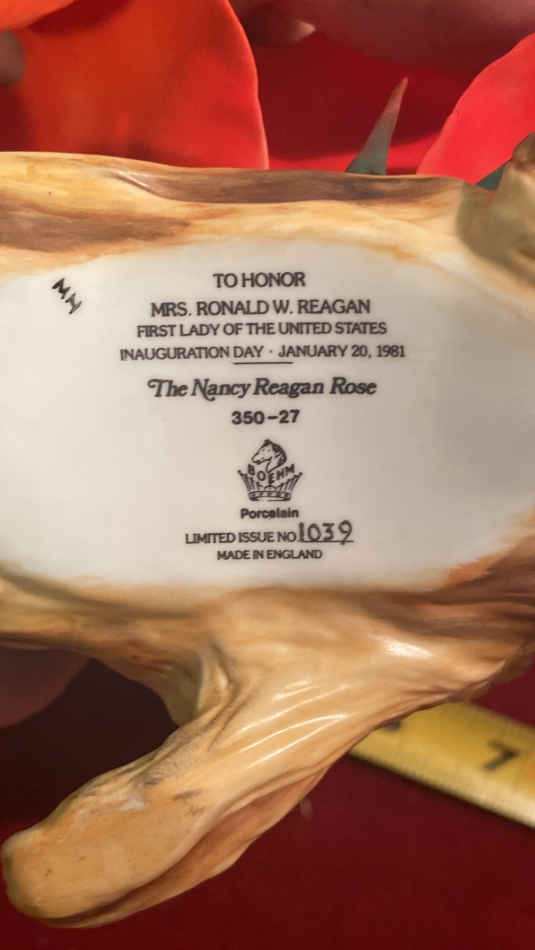 TO HONOR
MRS. RONALD W. REAGAN
FIRST LADY OF THE UNITED STATES
INAUGURATION DAY · JANUARY 20, 1981
The Nancy Reagan Rose
350-27
BOEHM
Porcelain
LIMITED ISSUE NO. 1039
MADE IN ENGLAND
7